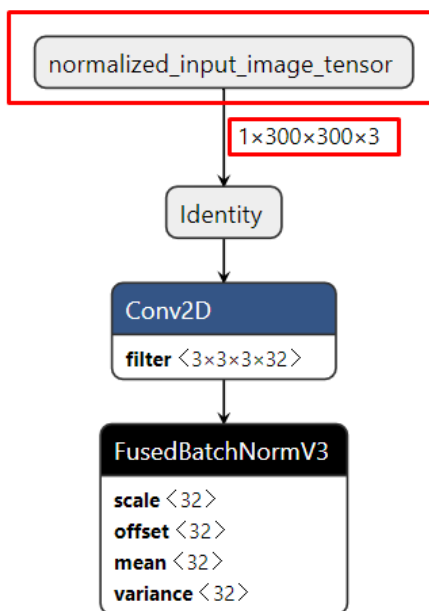 normalized_input_image_tensor
1×300×300×3
Identity
Conv2D
filter 〈3×3×3×32〉
FusedBatchNormV3
scale 〈32〉
offset 〈32〉
mean 〈32〉
variance 〈32〉